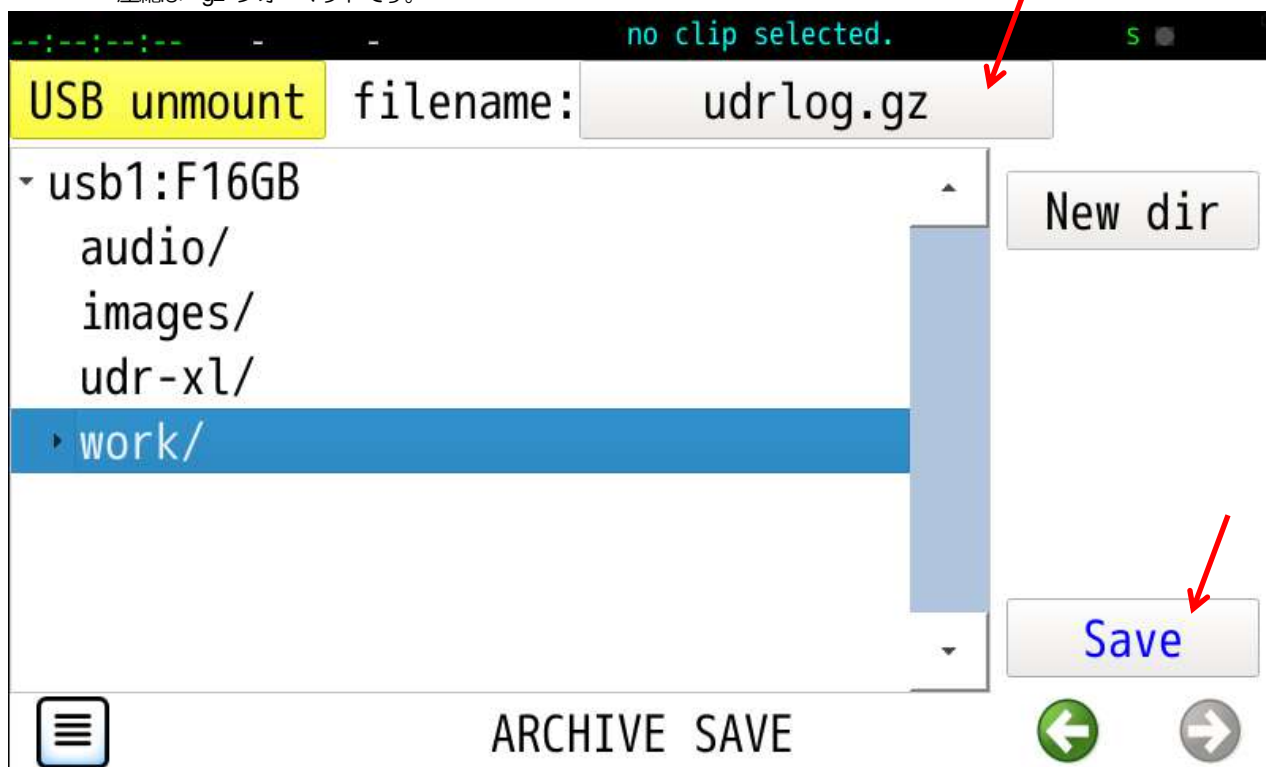 --:--:--:-- - - no clip selected. S
USB unmount filename: udrlog.gz
usb1:F16GB
audio/
images/
udr-xl/
work/
New dir
Save
ARCHIVE SAVE